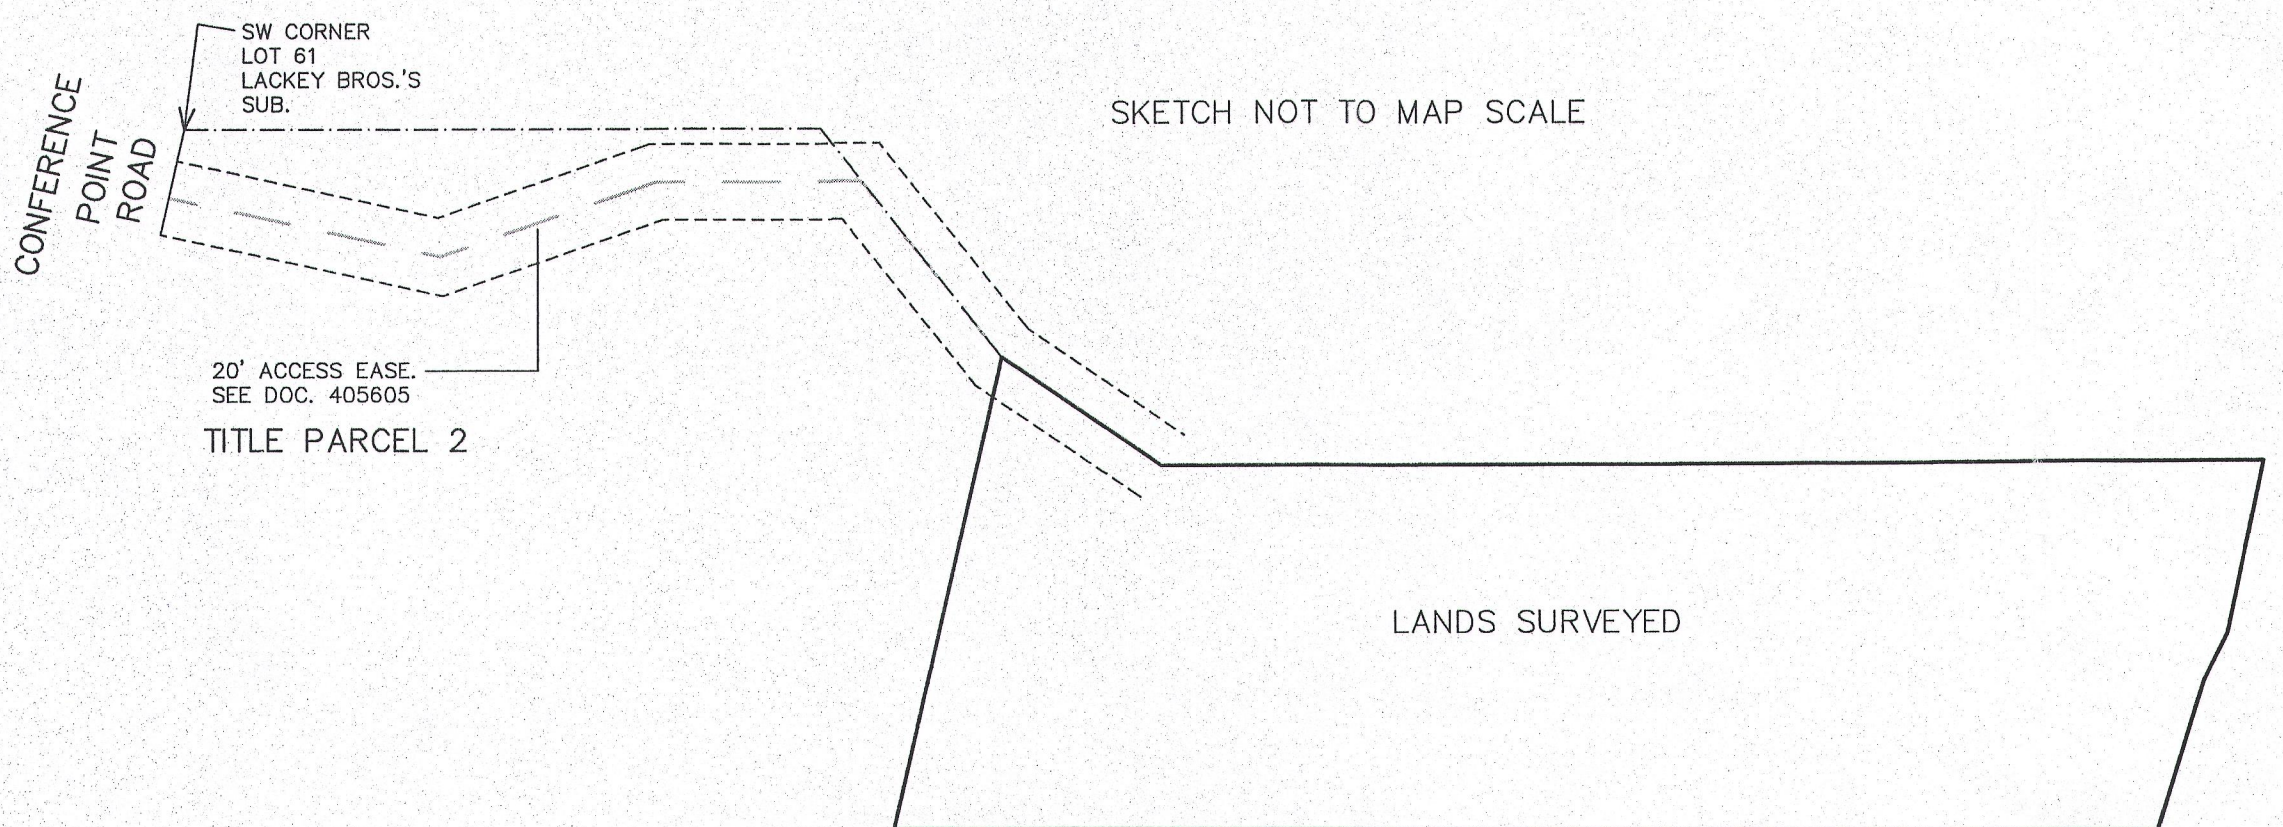 SW CORNER
LOT 61
LACKEY BROS.'S
SUB.
CONFERENCE
POINT
ROAD
SKETCH NOT TO MAP SCALE
20' ACCESS EASE.
SEE DOC. 405605
TITLE PARCEL 2
LANDS SURVEYED